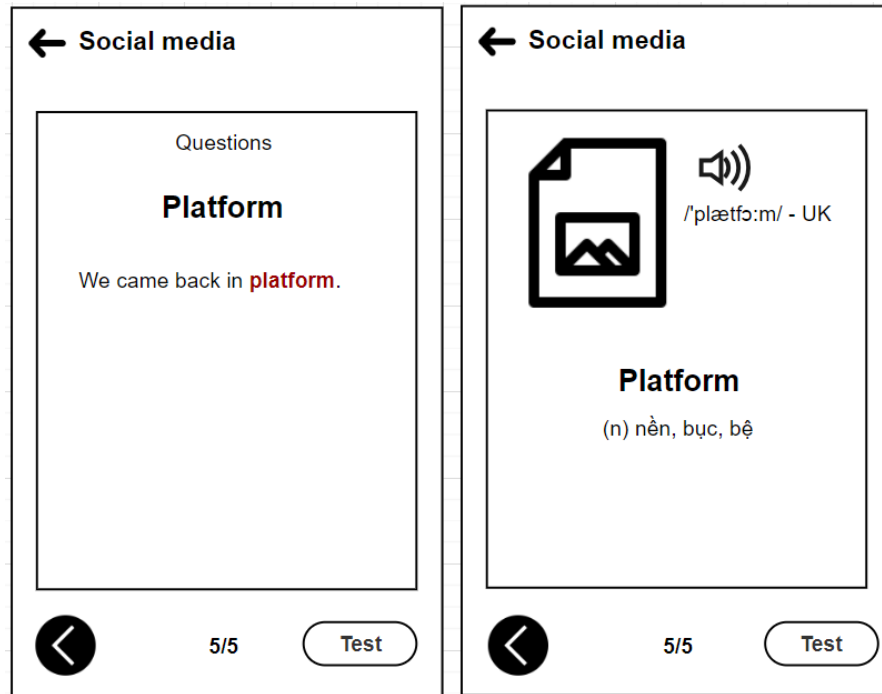 Social media
Questions
Platform
We came back in platform.
5/5
Test
Social media
/'plætfɔ:m/ - UK
Platform
(n) nền, bục, bệ
5/5
Test